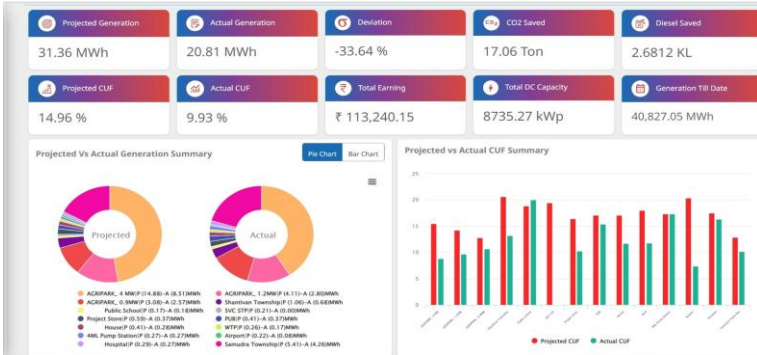 Projected Generation
31.36 MWh
Actual Generation
20.81 MWh
Deviation
-33.64 %
CO2 Saved
17.06 Ton
Diesel Saved
2.6812 KL
Projected CUF
14.96 %
Actual CUF
9.93 %
Total Earning
₹ 113,240.15
Total DC Capacity
8735.27 kWp
Generation Till Date
40,827.05 MWh
Projected Vs Actual Generation Summary
Pie Chart Bar Chart
Projected
Actual
AGRIPARK_ 4 MW|P (14.88)-A (8.51)MWh
AGRIPARK_ 1.2MW|P (4.11)-A (2.80)MWh
AGRIPARK_ 0.9MW|P (3.08)-A (2.57)MWh
Shantivan Township|P (1.06)-A (0.68)MWh
Public School|P (0.17)-A (0.18)MWh
SVC STP|P (0.21)-A (0.00)MWh
Project Store|P (0.59)-A (0.37)MWh
PUB|P (0.41)-A (0.37)MWh
House|P (0.41)-A (0.28)MWh
WTP|P (0.26)-A (0.17)MWh
4ML Pump Station|P (0.27)-A (0.27)MWh
Airport|P (0.22)-A (0.08)MWh
Hospital|P (0.29)-A (0.27)MWh
Samudra Township|P (5.41)-A (4.26)MWh
Projected vs Actual CUF Summary
25
20
15
10
5
0
Projected CUF
Actual CUF